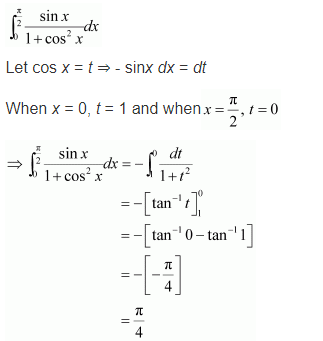 ∫₀^(π/2) sin x / (1+cos² x) dx
Let cos x = t ⇒ - sinx dx = dt
When x = 0, t = 1 and when x = π/2, t = 0
⇒ ∫₀^(π/2) sin x / (1+cos² x) dx = -∫₁⁰ dt / (1+t²)
= -[tan⁻¹ t]₁⁰
= -[tan⁻¹ 0 - tan⁻¹ 1]
= -[-π/4]
= π/4